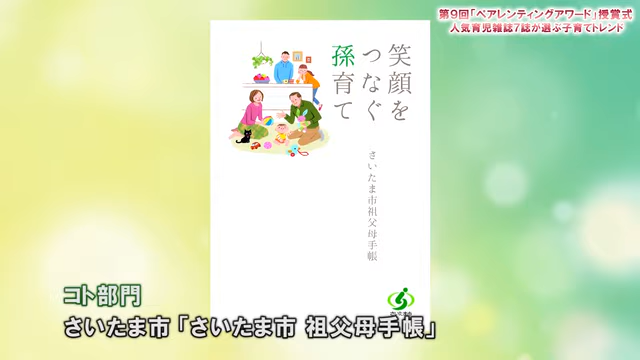 第9回「ペアレンティングアワード」授賞式
人気育児雑誌7誌が選ぶ子育てトレンド
笑顔を
つなぐ
孫育て
さいたま市祖父母手帳
コト部門
さいたま市「さいたま市 祖父母手帳」